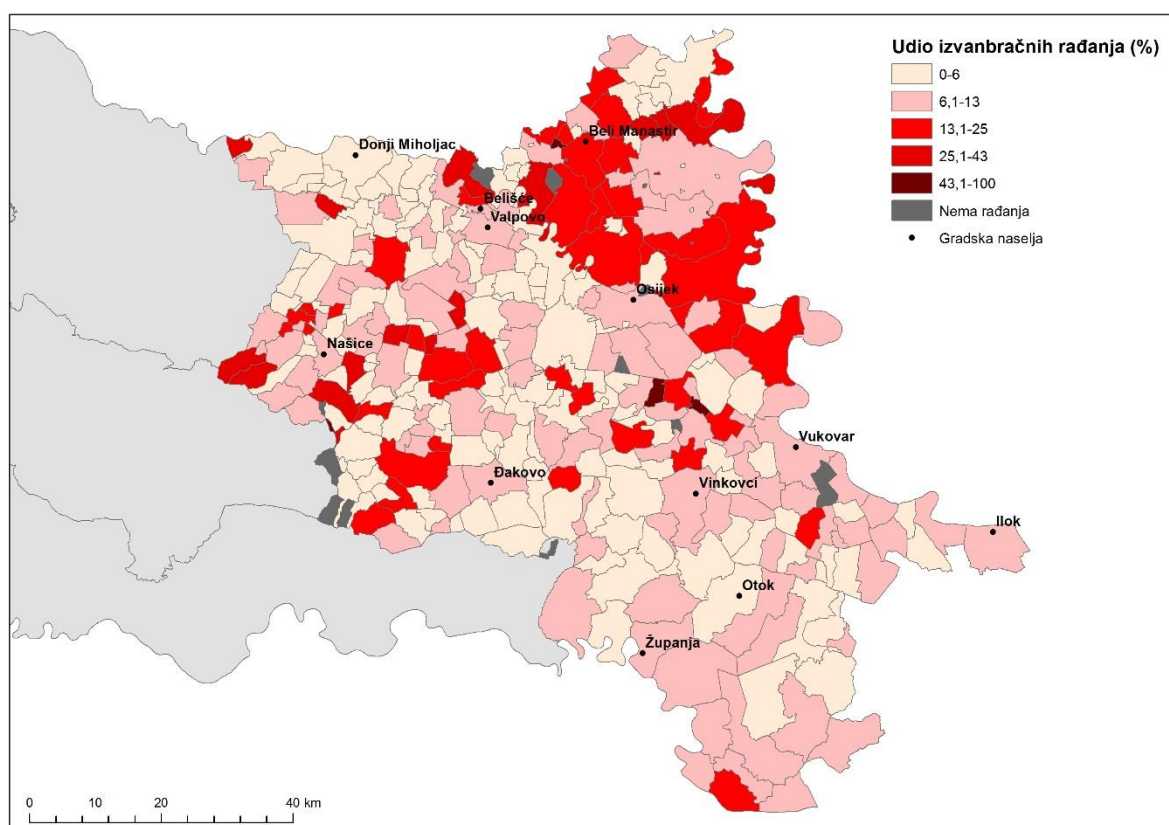 Udio izvanbračnih rađanja (%)
0-6
6,1-13
13,1-25
25,1-43
43,1-100
Nema rađanja
Gradska naselja
Beli Manastir
Donji Miholjac
Belišće
Valpovo
Osijek
Našice
Vukovar
Đakovo
Vinkovci
Ilok
Otok
Županja
0 10 20 40 km